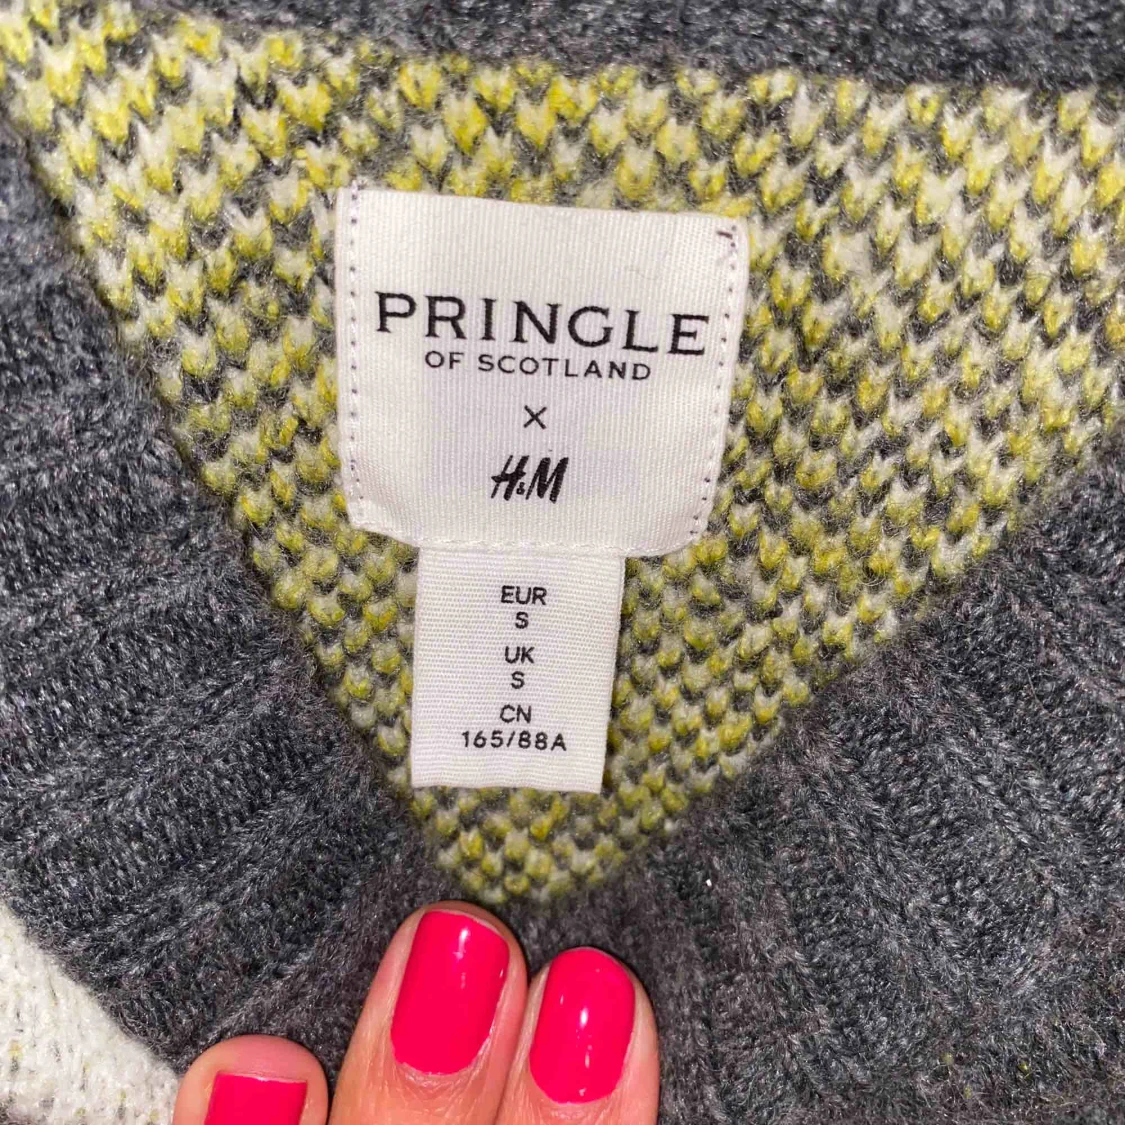 PRINGLE
OF SCOTLAND
X
H&M
EUR
S
UK
S
CN
165/88A